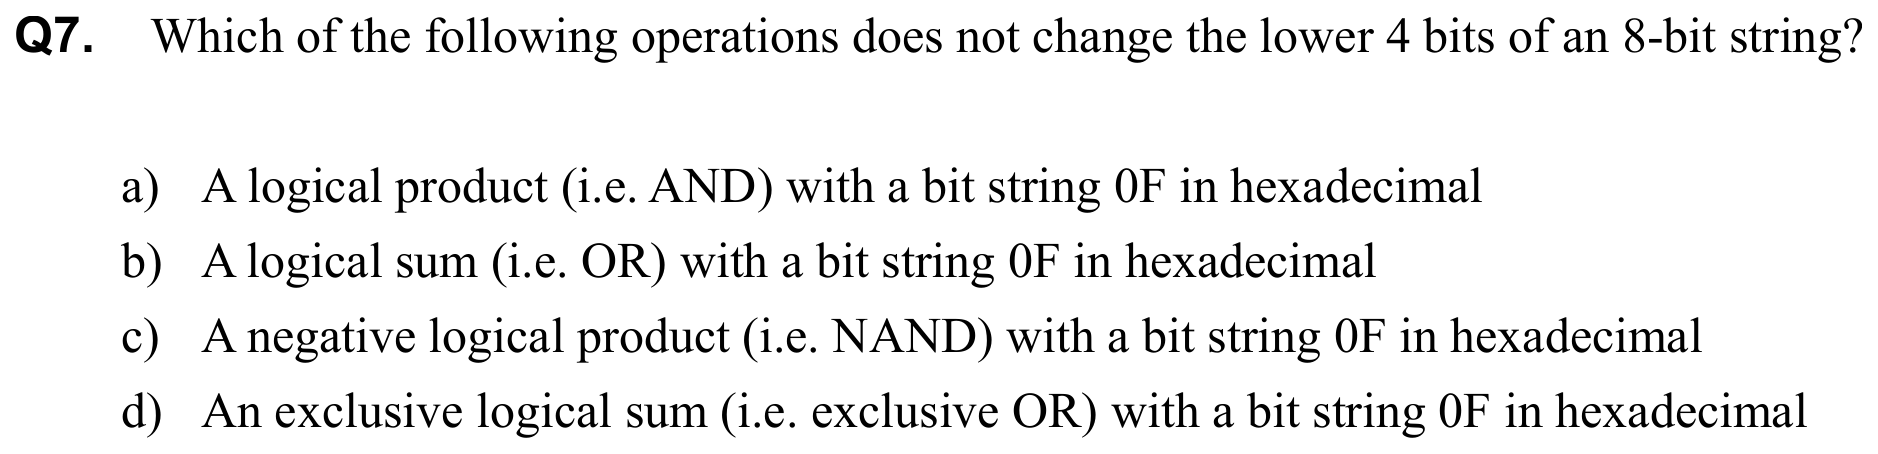 Q7. Which of the following operations does not change the lower 4 bits of an 8-bit string?
a) A logical product (i.e. AND) with a bit string 0F in hexadecimal
b) A logical sum (i.e. OR) with a bit string 0F in hexadecimal
c) A negative logical product (i.e. NAND) with a bit string 0F in hexadecimal
d) An exclusive logical sum (i.e. exclusive OR) with a bit string 0F in hexadecimal